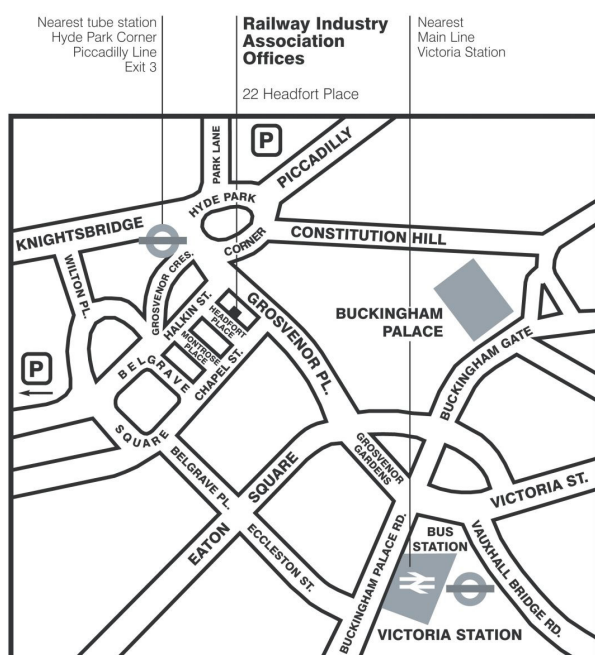 Nearest tube station
Hyde Park Corner
Piccadilly Line
Exit 3
Railway Industry
Association
Offices
22 Headfort Place
Nearest
Main Line
Victoria Station
P
PARK LANE
PICCADILLY
HYDE PARK
CORNER
KNIGHTSBRIDGE
CONSTITUTION HILL
WILTON PL.
GROSVENOR CRES.
HALKIN ST.
HEADFORT
PLACE
MONTROSE
PLACE
CHAPEL ST.
GROSVENOR PL.
BUCKINGHAM
PALACE
BUCKINGHAM GATE
P
BELGRAVE
SQUARE
BELGRAVE PL.
EATON SQUARE
ECCLESTON ST.
GROSVENOR
GARDENS
VICTORIA ST.
BUCKINGHAM PALACE RD.
BUS
STATION
VAUXHALL BRIDGE RD.
VICTORIA STATION